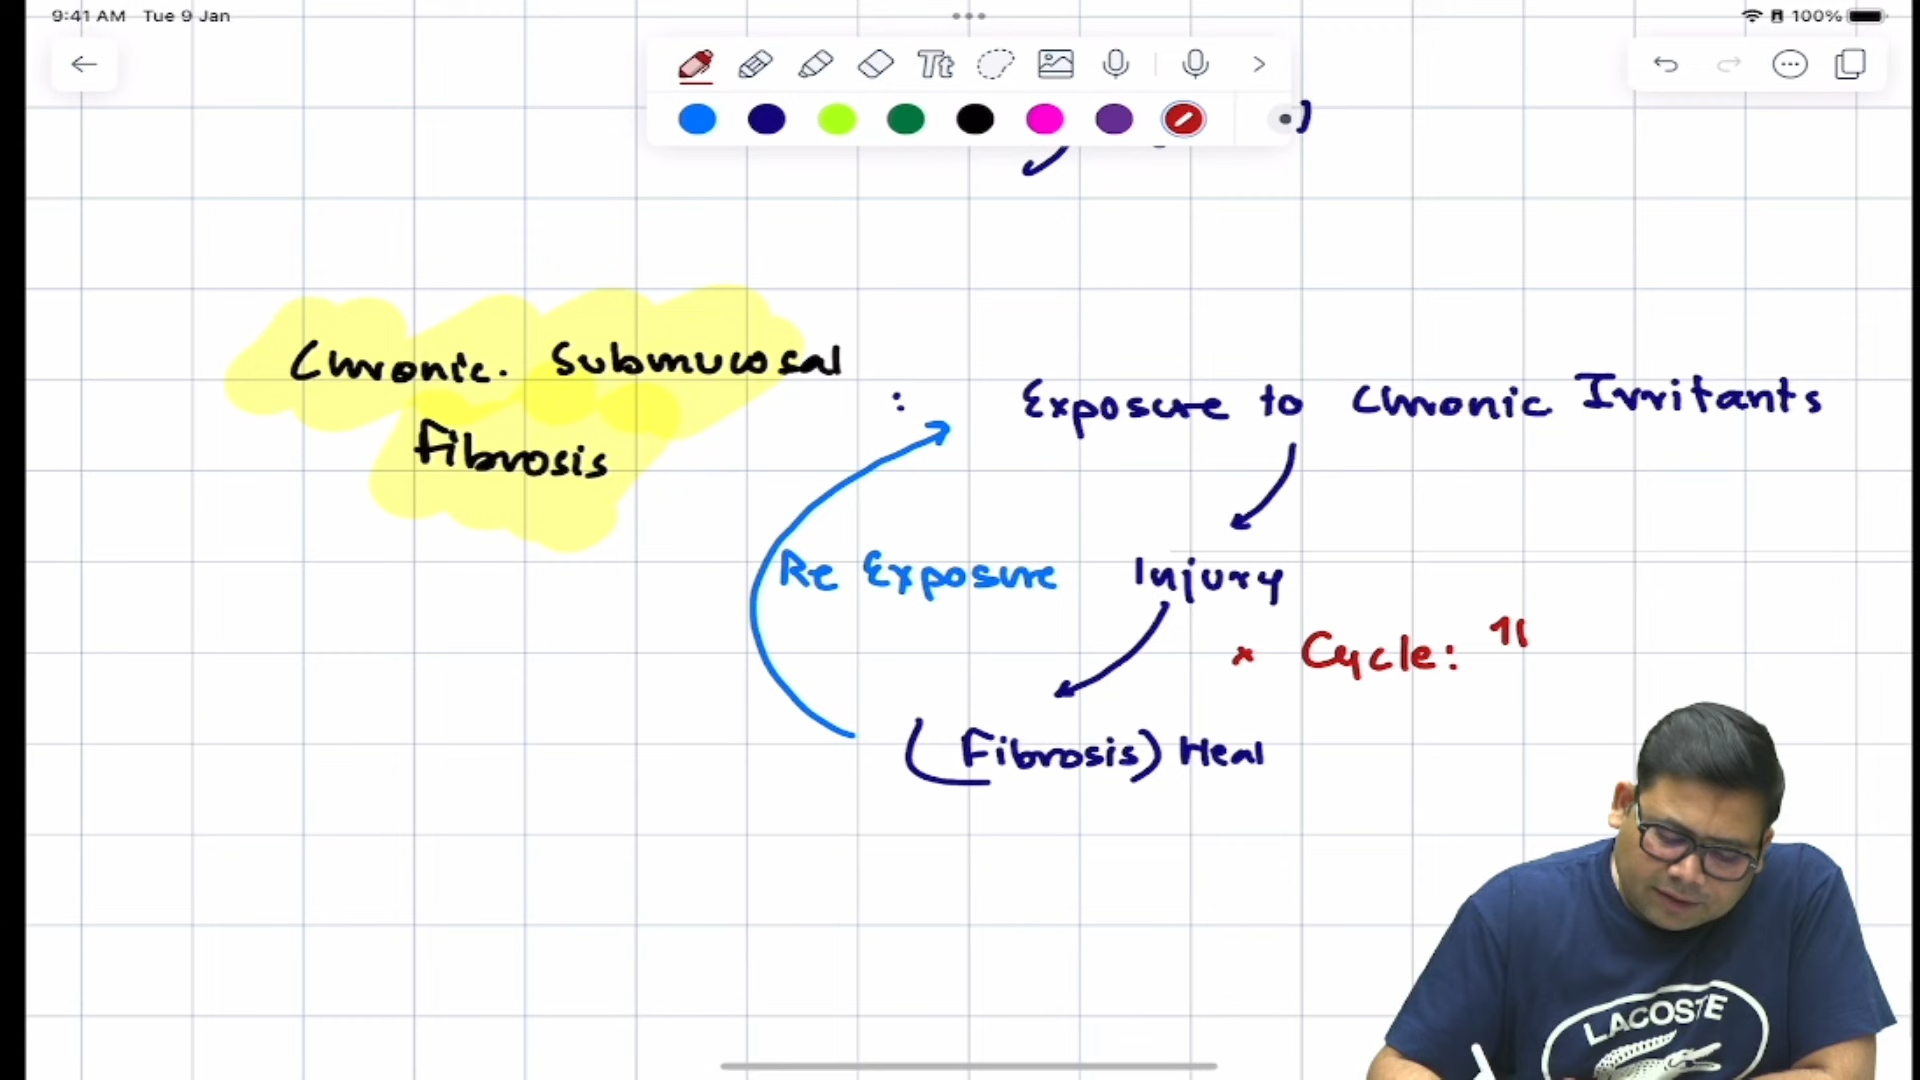 9:41 AM Tue 9 Jan
100%
Tt
Chronic. Submucosal
Fibrosis
: Exposure to Chronic Irritants
Re Exposure
Injury
* Cycle:
(Fibrosis) Heal
LACOSTE